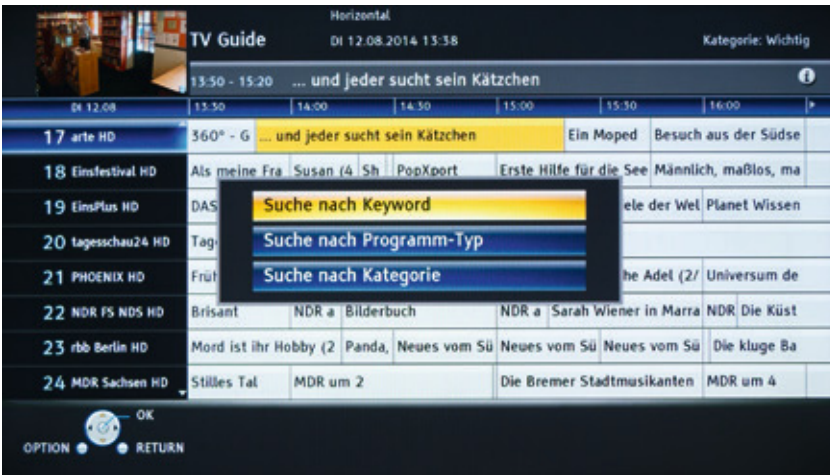 Horizontal
TV Guide DI 12.08.2014 13:38 Kategorie: Wichtig
13:50 - 15:20 ... und jeder sucht sein Kätzchen
DI 12.08 13:30 14:00 14:30 15:00 15:30 16:00
17 arte HD 360° - G ... und jeder sucht sein Kätzchen Ein Moped Besuch aus der Südse
18 Einsfestival HD Als meine Fra Susan (4 Sh PopXport Erste Hilfe für die See Männlich, maßlos, ma
19 EinsPlus HD DAS ele der Wel Planet Wissen
Suche nach Keyword
20 tagesschau24 HD Tag
Suche nach Programm-Typ
21 PHOENIX HD Früh he Adel (2/ Universum de
Suche nach Kategorie
22 NDR FS NDS HD Brisant NDR a Bilderbuch NDR a Sarah Wiener in Marra NDR Die Küst
23 rbb Berlin HD Mord ist ihr Hobby (2 Panda, Neues vom Sü Neues vom Sü Neues vom Sü Die kluge Ba
24 MDR Sachsen HD Stilles Tal MDR um 2 Die Bremer Stadtmusikanten MDR um 4
OK
OPTION RETURN